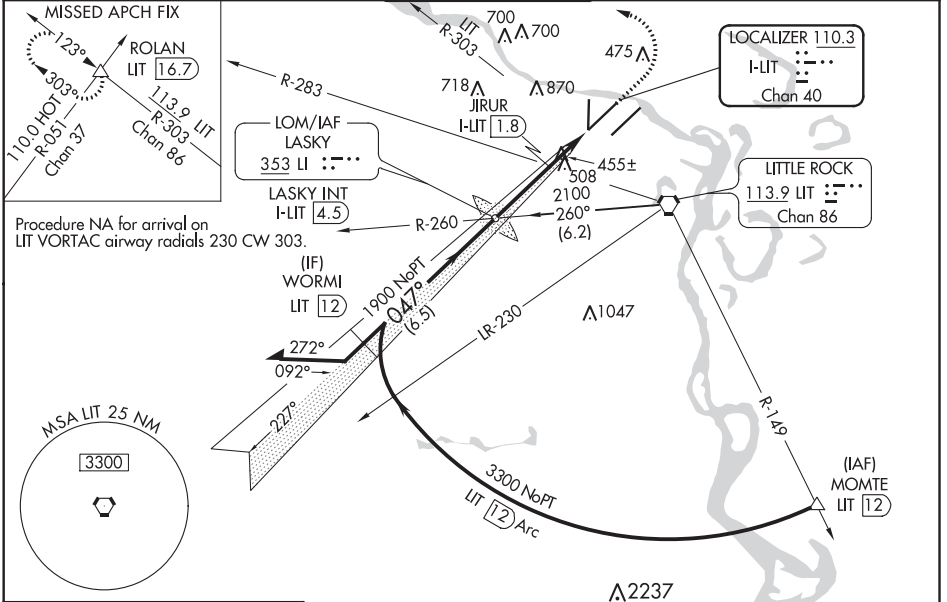 MISSED APCH FIX
123°
303°
ROLAN
LIT 16.7
110.0 HOT
R-051
Chan 37
113.9 LIT
R-303
Chan 86
Procedure NA for arrival on
LIT VORTAC airway radials 230 CW 303.
LIT
R-303
R-283
700
700
475
718
870
JIRUR
I-LIT 1.8
LOCALIZER 110.3
I-LIT
Chan 40
LOM/IAF
LASKY
353 LI
LASKY INT
I-LIT 4.5
R-260
455±
508
2100
260°
(6.2)
LITTLE ROCK
113.9 LIT
Chan 86
(IF)
WORMI
LIT 12
1900 NoPT
047°
(6.5)
LR-230
1047
272°
092°
227°
R-149
MSA LIT 25 NM
3300
3300 NoPT
LIT 12 Arc
(IAF)
MOMTE
LIT 12
2237